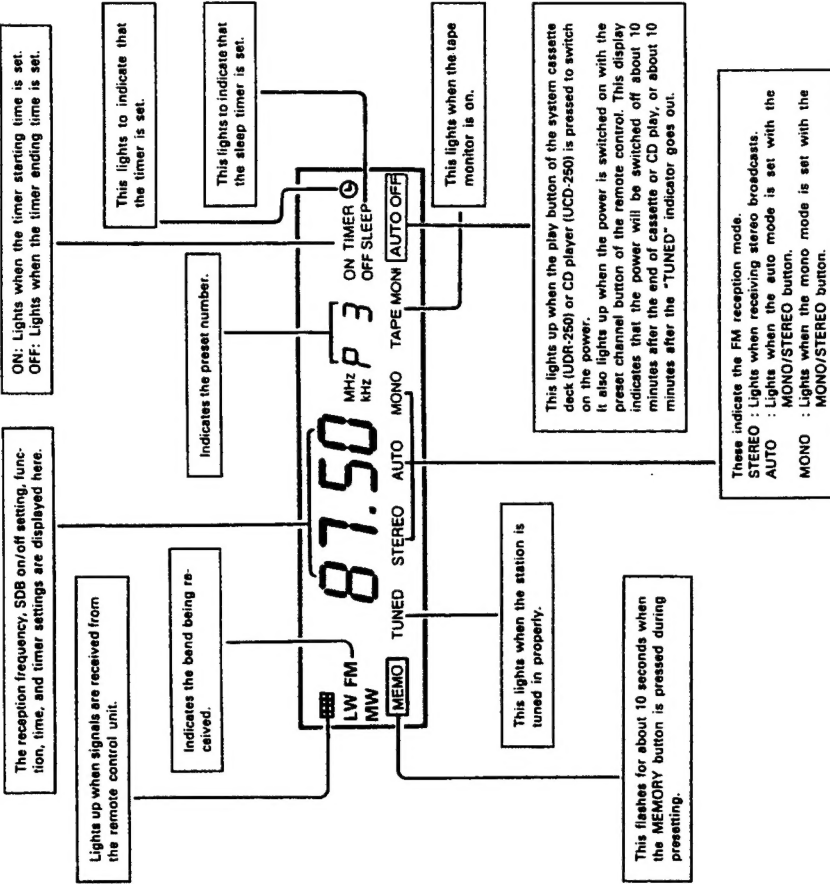 ON: Lights when the timer starting time is set.
OFF: Lights when the timer ending time is set.
This lights to indicate that
the timer is set.
This lights to indicate that
the sleep timer is set.
The reception frequency, SDB on/off setting, func-
tion, time, and timer settings are displayed here.
Indicates the preset number.
Lights up when signals are received from
the remote control unit.
Indicates the band being re-
ceived.
LW FM
MW
87.50
MHz
kHz
P 3
ON TIMER
OFF SLEEP
MEMO
TUNED
STEREO
AUTO
MONO
TAPE MONI
AUTO OFF
This lights when the tape
monitor is on.
This lights when the station is
tuned in properly.
This flashes for about 10 seconds when
the MEMORY button is pressed during
presetting.
This lights up when the play button of the system cassette
deck (UDR-250) or CD player (UCD-250) is pressed to switch
on the power.
It also lights up when the power is switched on with the
preset channel button of the remote control. This display
indicates that the power will be switched off about 10
minutes after the end of cassette or CD play, or about 10
minutes after the "TUNED" indicator goes out.
These indicate the FM reception mode.
STEREO : Lights when receiving stereo broadcasts.
AUTO : Lights when the auto mode is set with the
MONO/STEREO button.
MONO : Lights when the mono mode is set with the
MONO/STEREO button.